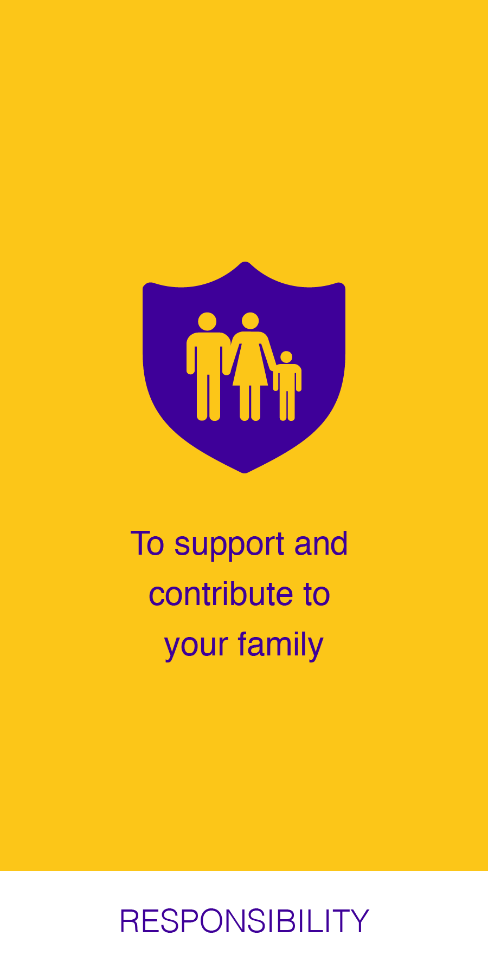 To support and
contribute to
your family
RESPONSIBILITY